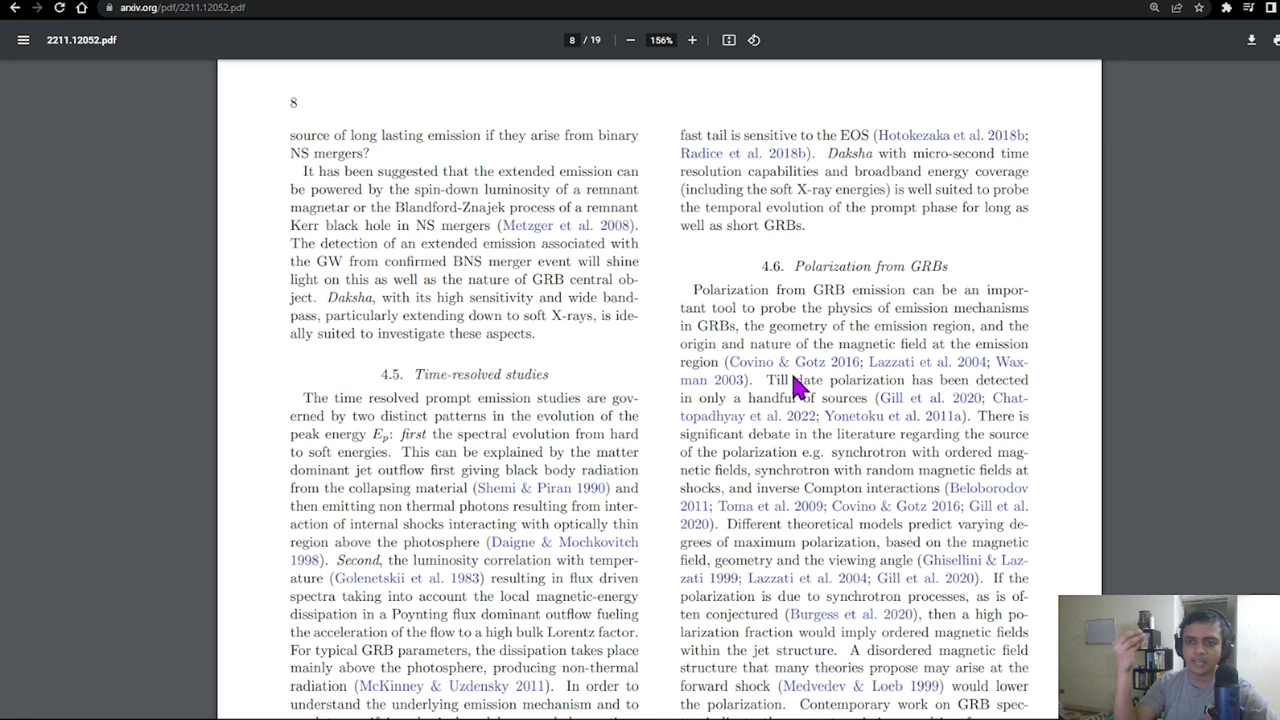 arxiv.org/pdf/2211.12052.pdf
2211.12052.pdf
8 / 19
156%
8
source of long lasting emission if they arise from binary
NS mergers?
It has been suggested that the extended emission can
be powered by the spin-down luminosity of a remnant
magnetar or the Blandford-Znajek process of a remnant
Kerr black hole in NS mergers (Metzger et al. 2008).
The detection of an extended emission associated with
the GW from confirmed BNS merger event will shine
light on this as well as the nature of GRB central ob-
ject. Daksha, with its high sensitivity and wide band-
pass, particularly extending down to soft X-rays, is ide-
ally suited to investigate these aspects.
4.5. Time-resolved studies
The time resolved prompt emission studies are gov-
erned by two distinct patterns in the evolution of the
peak energy Ep: first the spectral evolution from hard
to soft energies. This can be explained by the matter
dominant jet outflow first giving black body radiation
from the collapsing material (Shemi & Piran 1990) and
then emitting non thermal photons resulting from inter-
action of internal shocks interacting with optically thin
region above the photosphere (Daigne & Mochkovitch
1998). Second, the luminosity correlation with temper-
ature (Golenetskii et al. 1983) resulting in flux driven
spectra taking into account the local magnetic-energy
dissipation in a Poynting flux dominant outflow fueling
the acceleration of the flow to a high bulk Lorentz factor.
For typical GRB parameters, the dissipation takes place
mainly above the photosphere, producing non-thermal
radiation (McKinney & Uzdensky 2011). In order to
understand the underlying emission mechanism and to
fast tail is sensitive to the EOS (Hotokezaka et al. 2018b;
Radice et al. 2018b). Daksha with micro-second time
resolution capabilities and broadband energy coverage
(including the soft X-ray energies) is well suited to probe
the temporal evolution of the prompt phase for long as
well as short GRBs.
4.6. Polarization from GRBs
Polarization from GRB emission can be an impor-
tant tool to probe the physics of emission mechanisms
in GRBs, the geometry of the emission region, and the
origin and nature of the magnetic field at the emission
region (Covino & Gotz 2016; Lazzati et al. 2004; Wax-
man 2003). Till date polarization has been detected
in only a handful of sources (Gill et al. 2020; Chat-
topadhyay et al. 2022; Yonetoku et al. 2011a). There is
significant debate in the literature regarding the source
of the polarization e.g. synchrotron with ordered mag-
netic fields, synchrotron with random magnetic fields at
shocks, and inverse Compton interactions (Beloborodov
2011; Toma et al. 2009; Covino & Gotz 2016; Gill et al.
2020). Different theoretical models predict varying de-
grees of maximum polarization, based on the magnetic
field, geometry and the viewing angle (Ghisellini & Laz-
zati 1999; Lazzati et al. 2004; Gill et al. 2020). If the
polarization is due to synchrotron processes, as is of-
ten conjectured (Burgess et al. 2020), then a high po-
larization fraction would imply ordered magnetic fields
within the jet structure. A disordered magnetic field
structure that many theories propose may arise at the
forward shock (Medvedev & Loeb 1999) would lower
the polarization. Contemporary work on GRB spec-